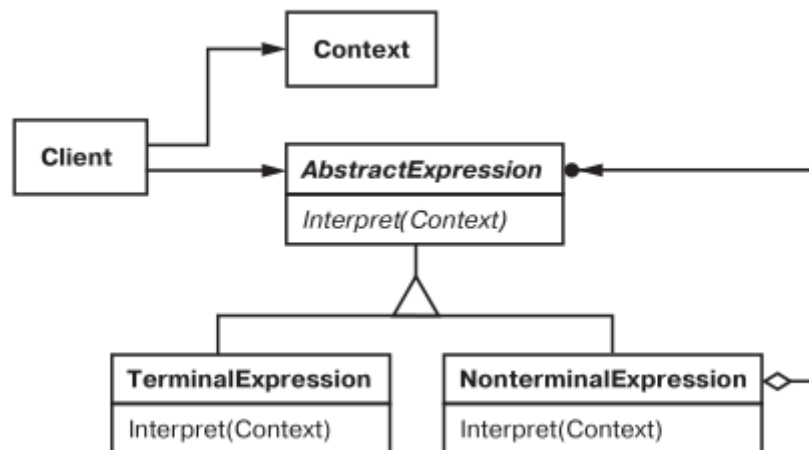 Context
Client
AbstractExpression
Interpret(Context)
TerminalExpression
Interpret(Context)
NonterminalExpression
Interpret(Context)